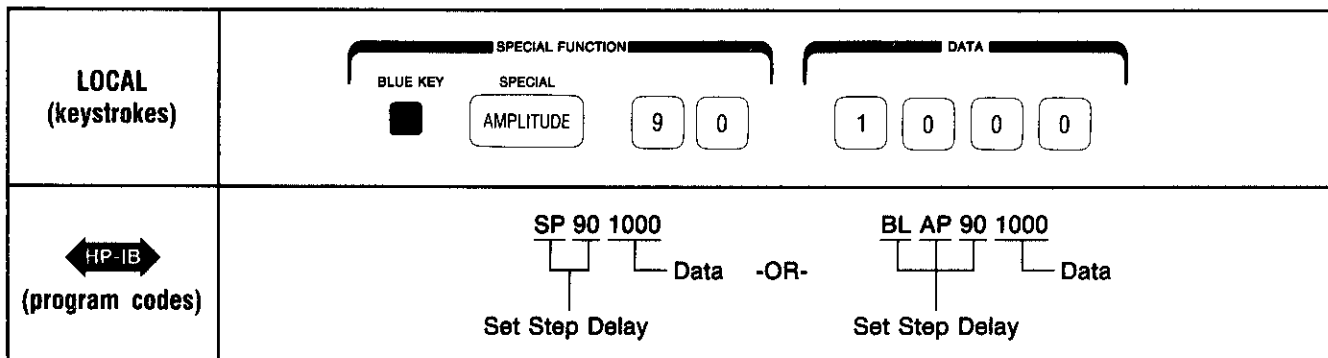 LOCAL
(keystrokes)
SPECIAL FUNCTION
DATA
BLUE KEY
SPECIAL
AMPLITUDE
9 0
1 0 0 0
HP-IB
(program codes)
SP 90 1000
Data
Set Step Delay
-OR-
BL AP 90 1000
Data
Set Step Delay